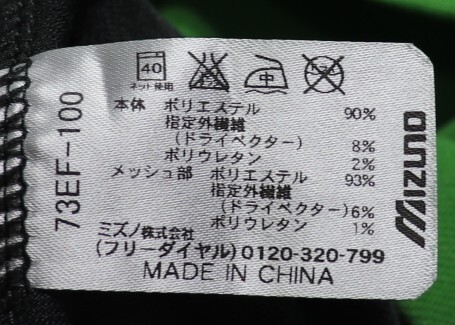 40
ネット使用
中
ドライ
本体 ポリエステル 90%
指定外繊維
(ドライベクター) 8%
ポリウレタン 2%
メッシュ部 ポリエステル 93%
指定外繊維
(ドライベクター)6%
ポリウレタン 1%
ミズノ株式会社
(フリーダイヤル)0120-320-799
MADE IN CHINA
73EF-100
MIZUNO